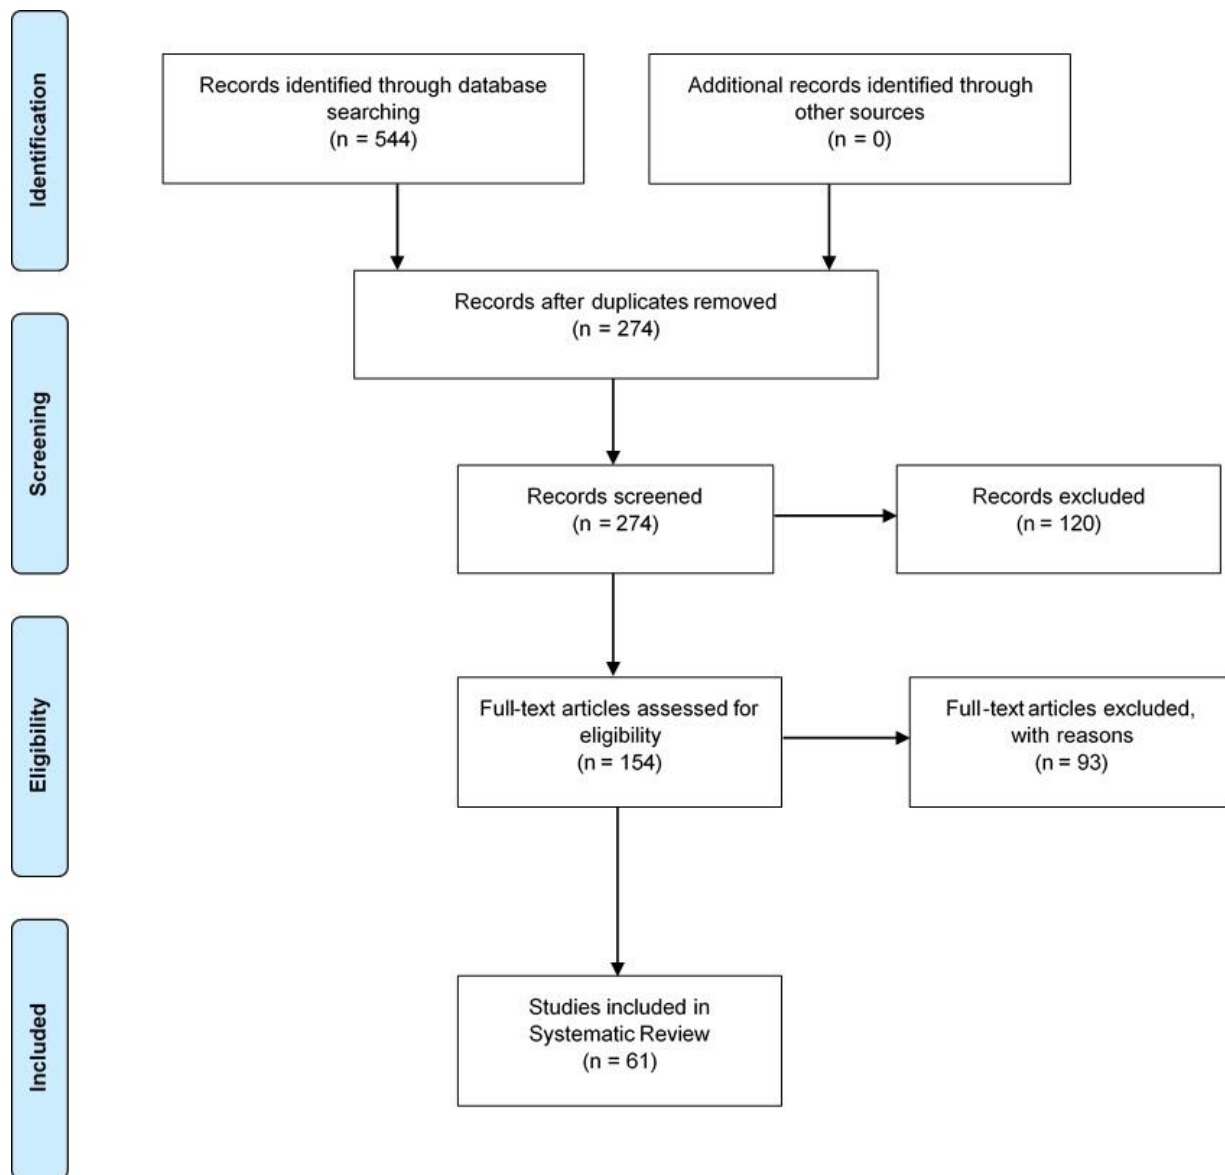 Identification
Records identified through database
searching
(n = 544)
Additional records identified through
other sources
(n = 0)
Records after duplicates removed
(n = 274)
Screening
Records screened
(n = 274)
Records excluded
(n = 120)
Eligibility
Full-text articles assessed for
eligibility
(n = 154)
Full-text articles excluded,
with reasons
(n = 93)
Included
Studies included in
Systematic Review
(n = 61)